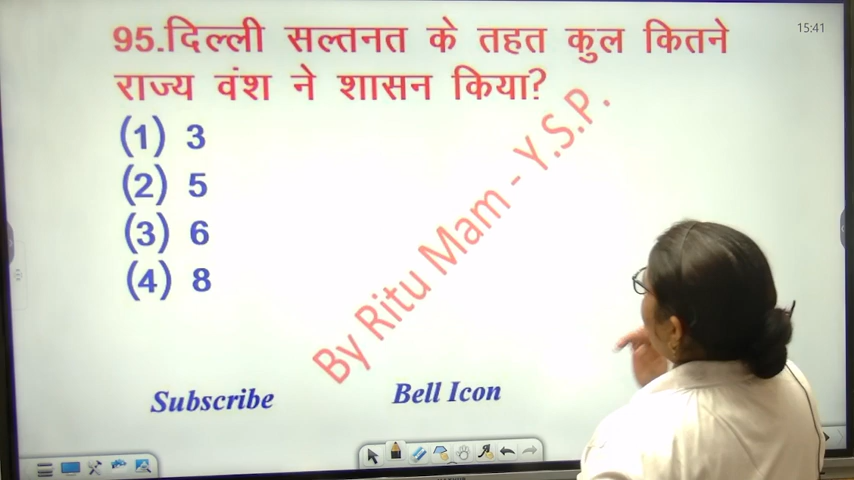 15:41
95.दिल्ली सल्तनत के तहत कुल कितने
राज्य वंश ने शासन किया?
(1) 3
(2) 5
(3) 6
(4) 8
By Ritu Mam - Y.S.P.
Subscribe
Bell Icon